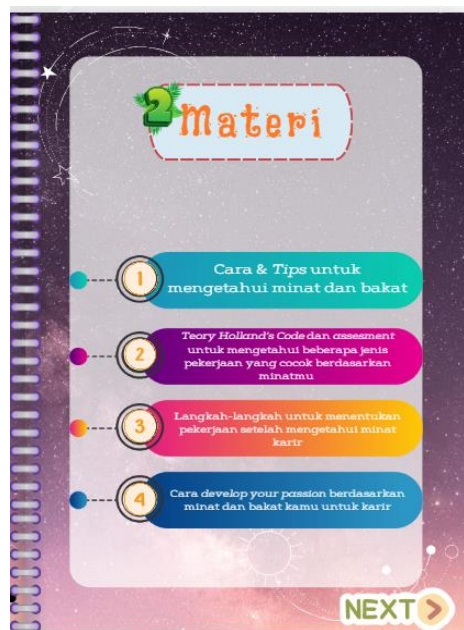 2 Materi
1
Cara & Tips untuk
mengetahui minat dan bakat
2
Teory Holland's Code dan assesment
untuk mengetahui beberapa jenis
pekerjaan yang cocok berdasarkan
minatmu
3
Langkah-langkah untuk menentukan
pekerjaan setelah mengetahui minat
karir
4
Cara develop your passion berdasarkan
minat dan bakat kamu untuk karir
NEXT